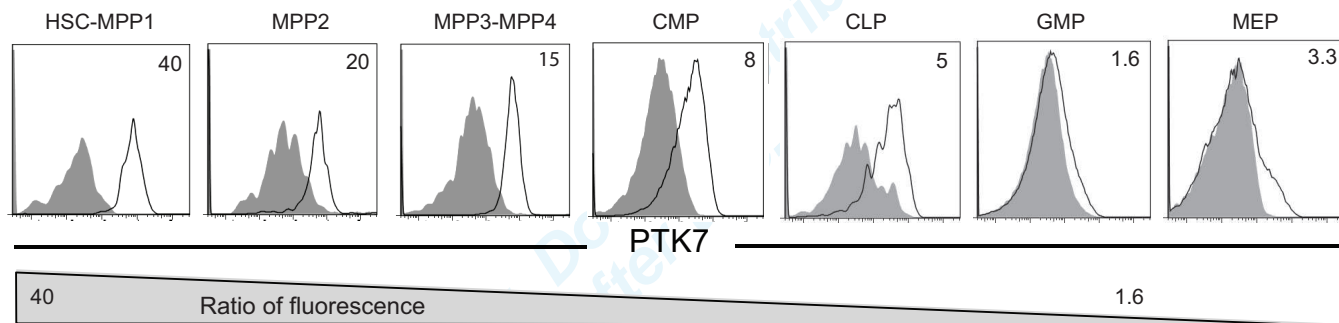 HSC-MPP1 MPP2 MPP3-MPP4 CMP CLP GMP MEP
40 20 15 8 5 1.6 3.3
PTK7
40 Ratio of fluorescence 1.6